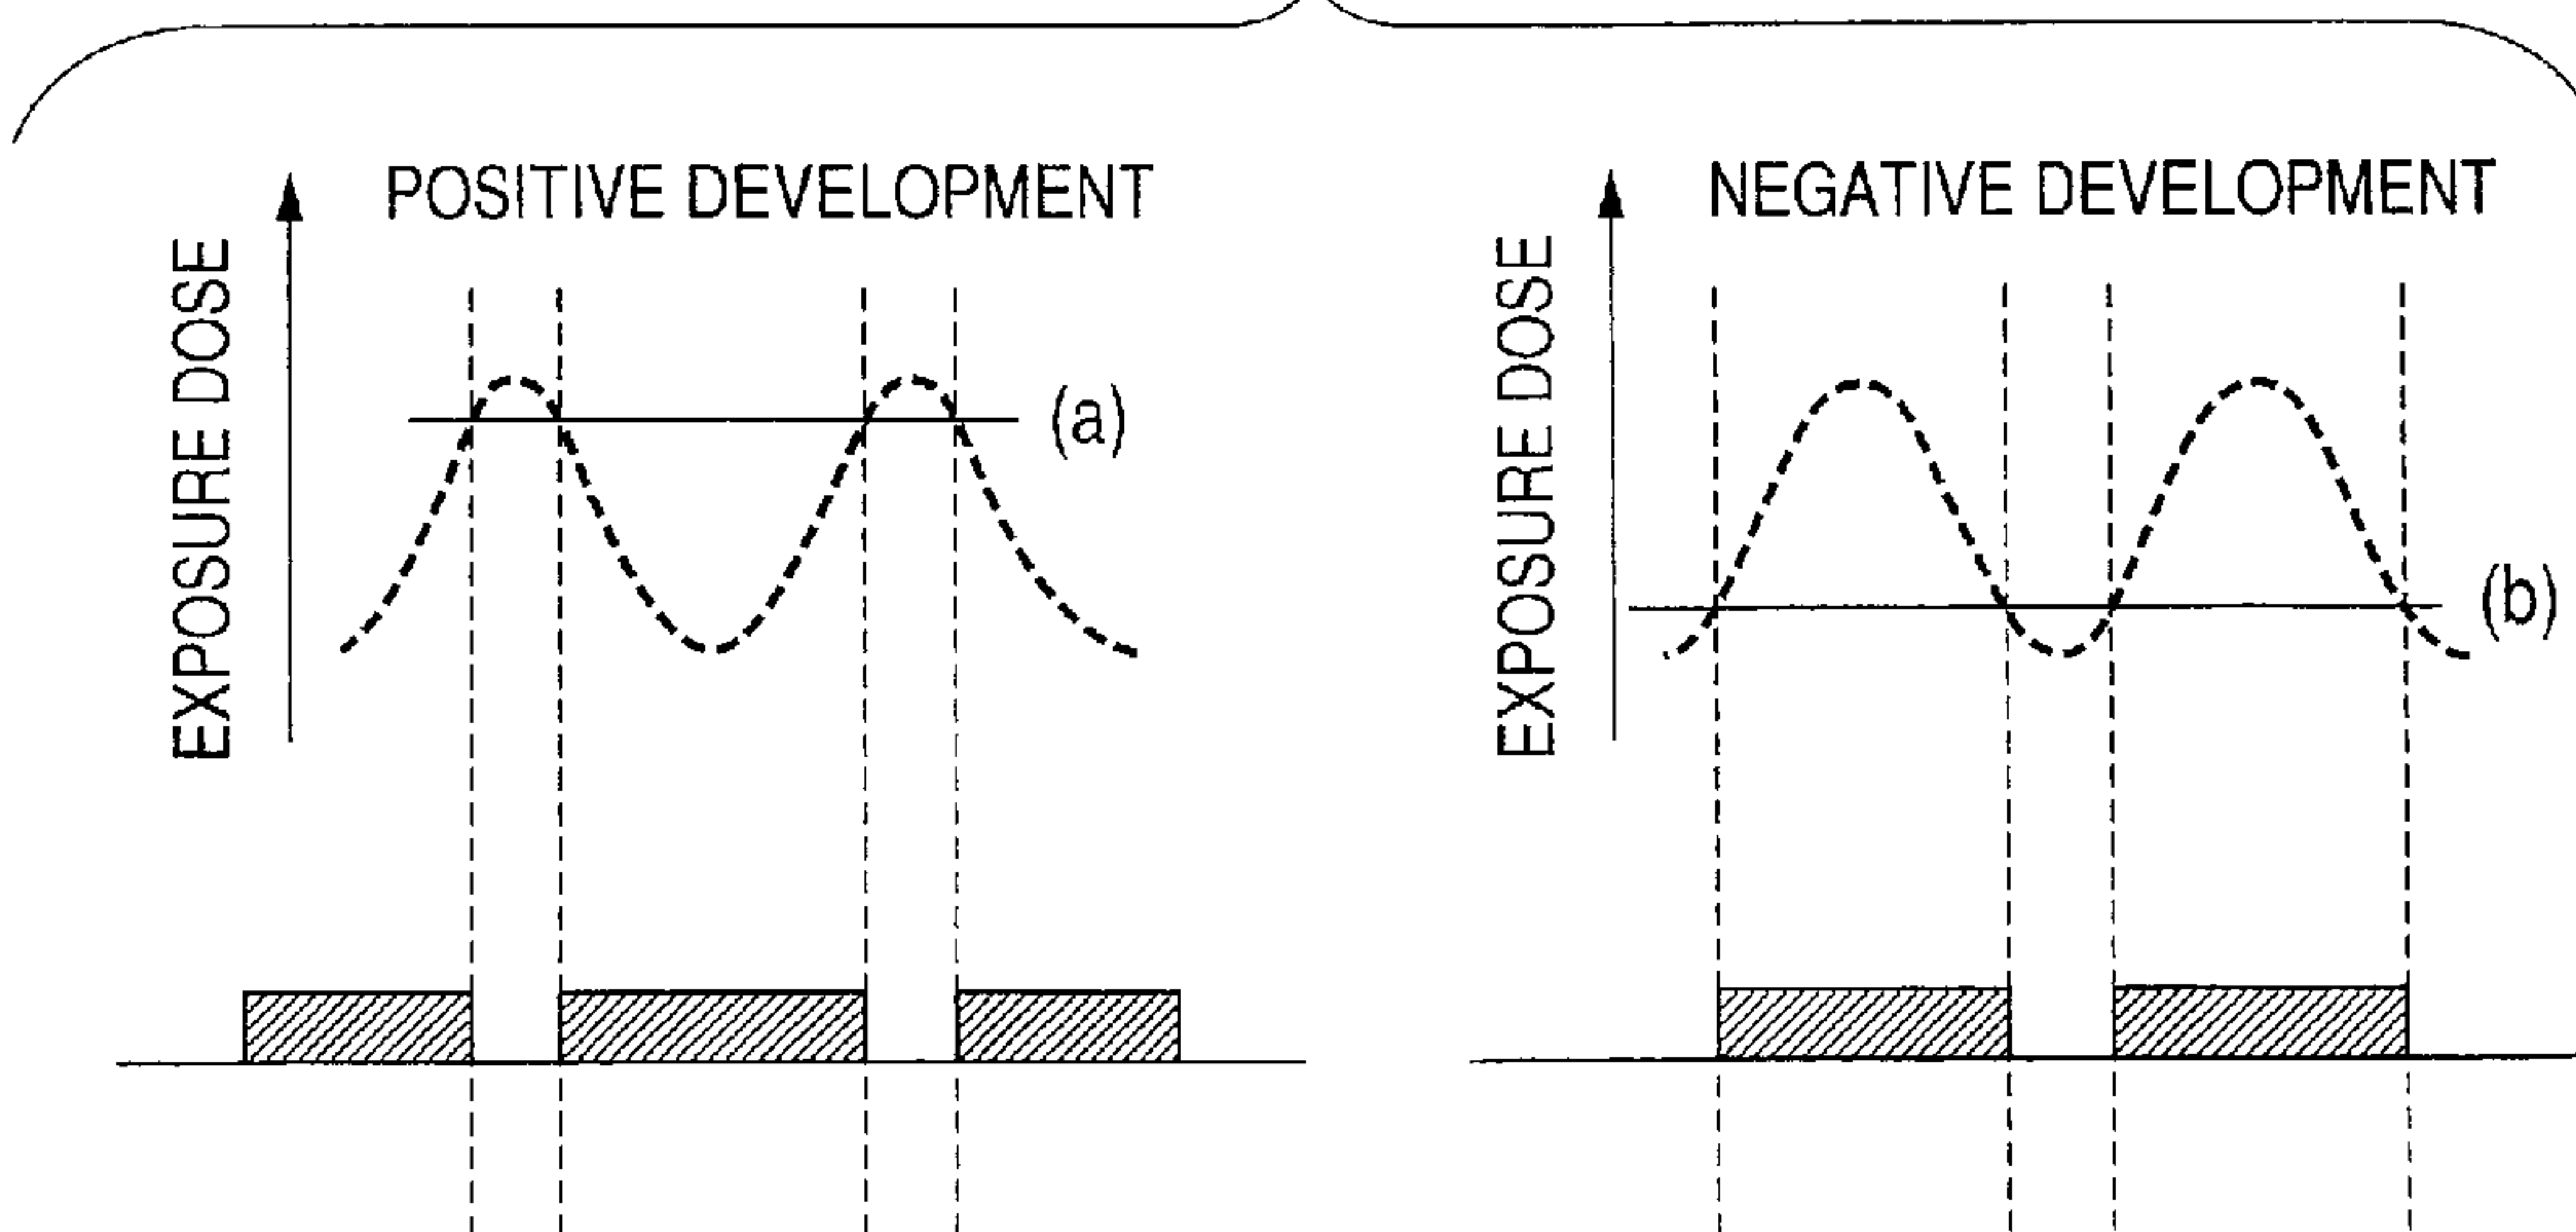 POSITIVE DEVELOPMENT
EXPOSURE DOSE
(a)
NEGATIVE DEVELOPMENT
EXPOSURE DOSE
(b)